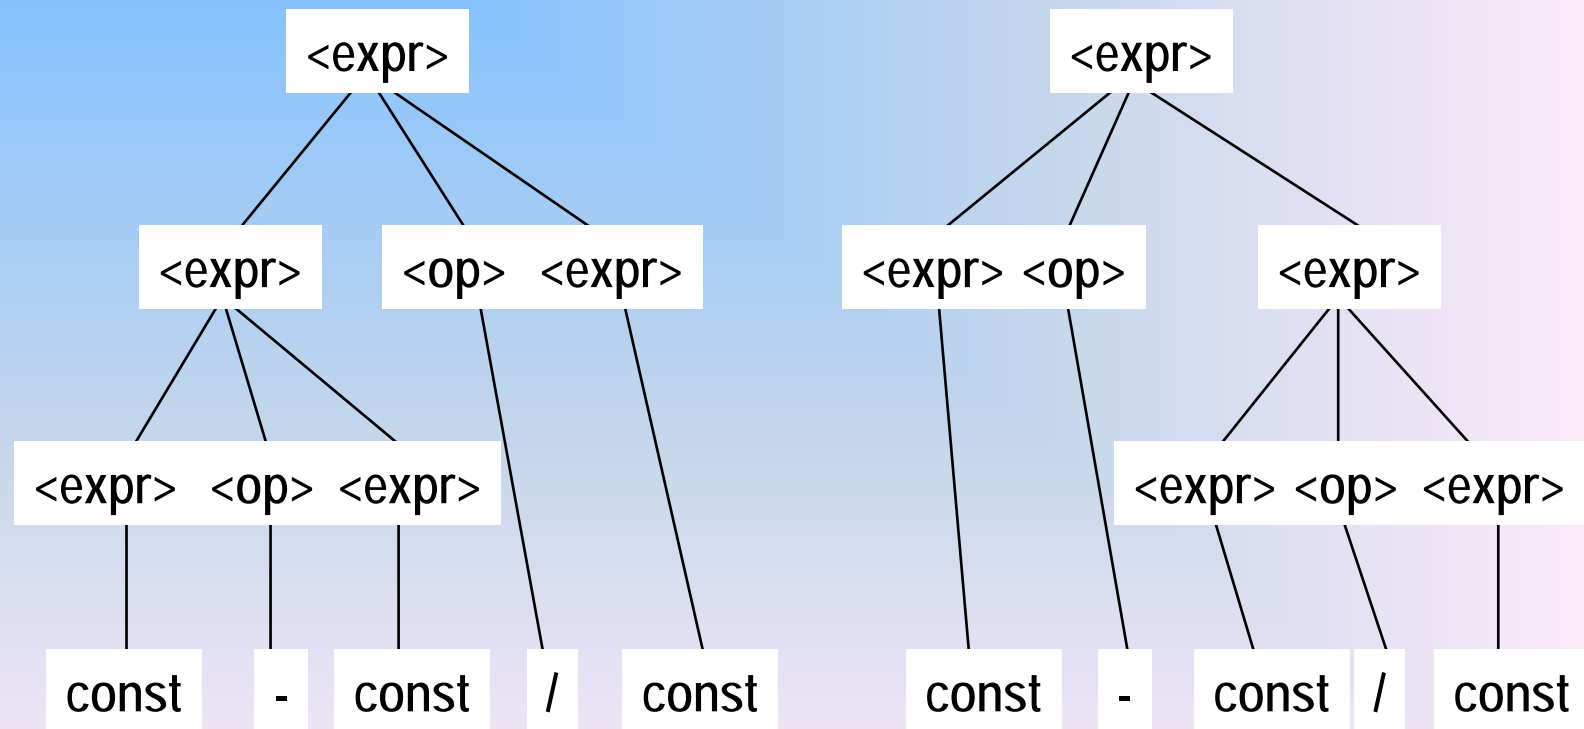 <expr> <expr>
<expr> <op> <expr> <expr> <op> <expr>
<expr> <op> <expr> <expr> <op> <expr>
const - const / const const - const / const